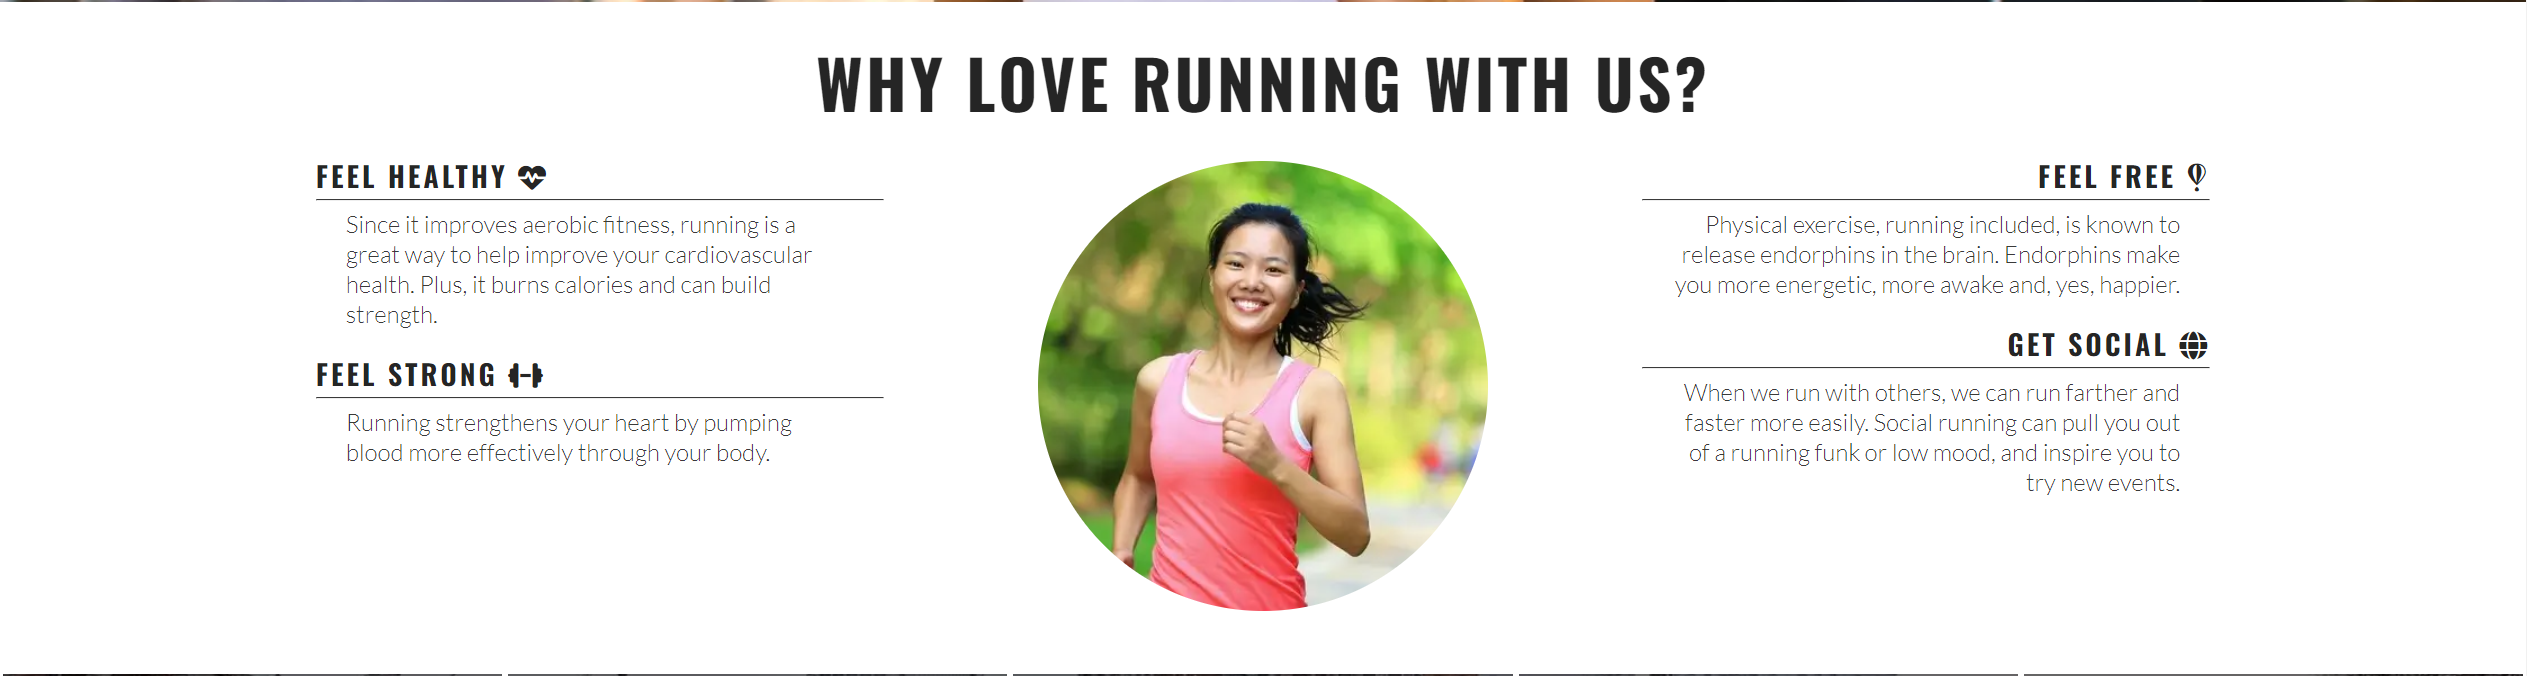 WHY LOVE RUNNING WITH US?
FEEL HEALTHY
Since it improves aerobic fitness, running is a
great way to help improve your cardiovascular
health. Plus, it burns calories and can build
strength.
FEEL STRONG
Running strengthens your heart by pumping
blood more effectively through your body.
FEEL FREE
Physical exercise, running included, is known to
release endorphins in the brain. Endorphins make
you more energetic, more awake and, yes, happier.
GET SOCIAL
When we run with others, we can run farther and
faster more easily. Social running can pull you out
of a running funk or low mood, and inspire you to
try new events.